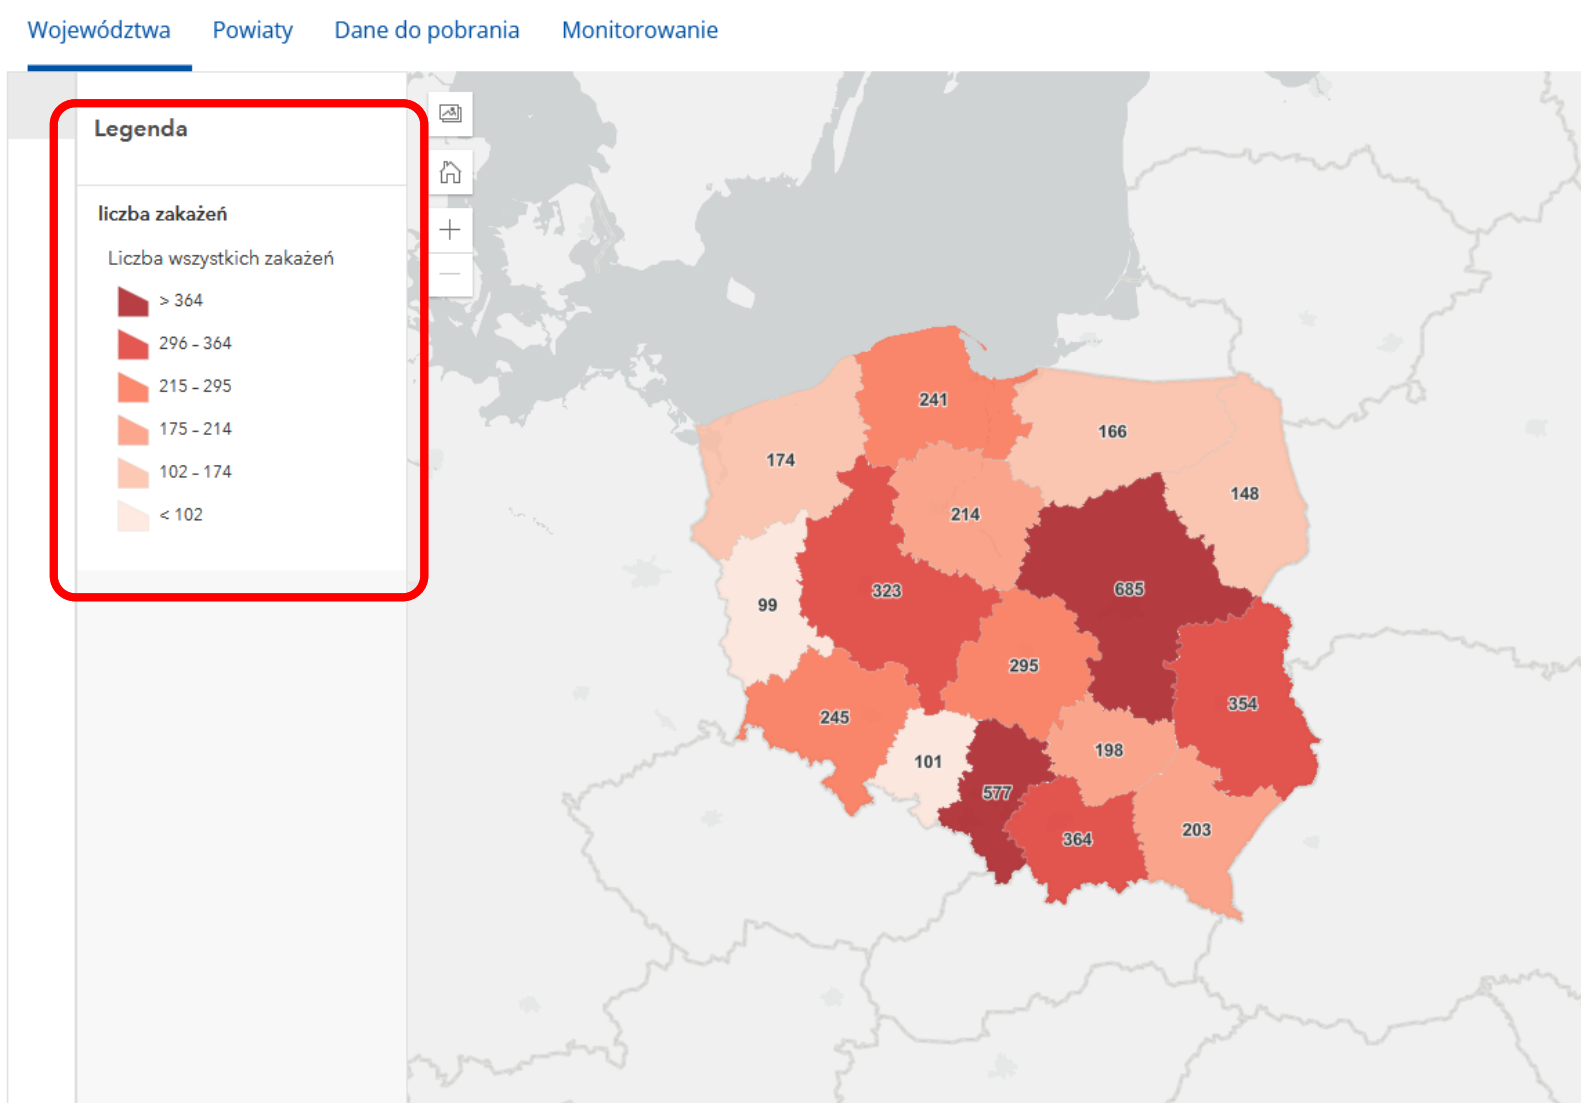 Województwa Powiaty Dane do pobrania Monitorowanie
Legenda
liczba zakażeń
Liczba wszystkich zakażeń
> 364
296 - 364
215 - 295
175 - 214
102 - 174
< 102
241
166
174
148
214
685
323
99
295
354
245
198
101
577
203
364